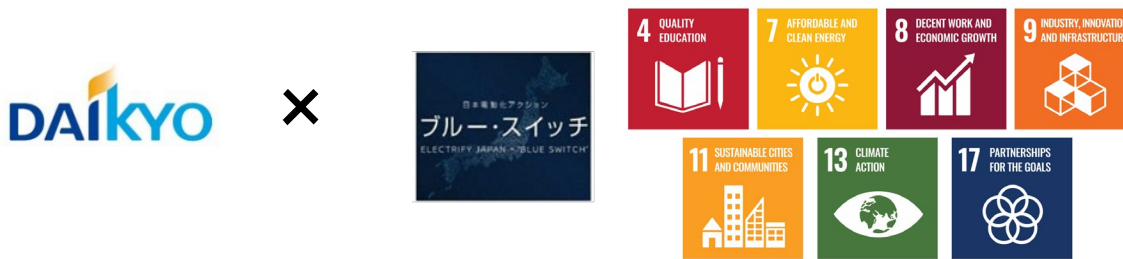 DAIKYO
×
日本電動化アクション
ブルー・スイッチ
ELECTRIFY JAPAN - "BLUE SWITCH"
4 QUALITY
EDUCATION
7 AFFORDABLE AND
CLEAN ENERGY
8 DECENT WORK AND
ECONOMIC GROWTH
9 INDUSTRY, INNOVATION
AND INFRASTRUCTURE
11 SUSTAINABLE CITIES
AND COMMUNITIES
13 CLIMATE
ACTION
17 PARTNERSHIPS
FOR THE GOALS